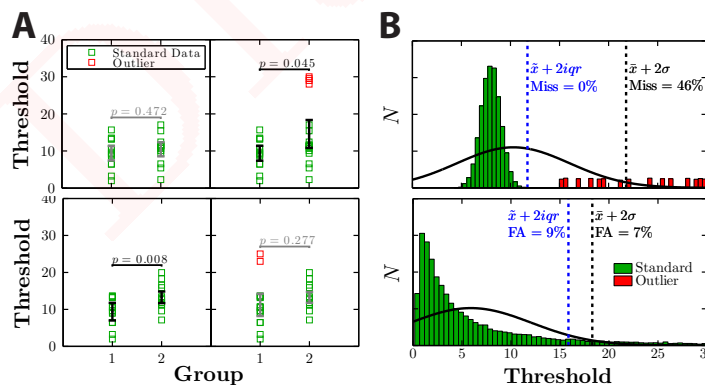 A
B
40
Standard Data
Outlier
p = 0.045
30
p = 0.472
20
10
0
Threshold
x̃ + 2iqr
Miss = 0%
x̄ + 2σ
Miss = 46%
N
40
30
p = 0.008
p = 0.277
20
10
0
Threshold
1 2 1 2
Group
x̃ + 2iqr
FA = 9%
x̄ + 2σ
FA = 7%
Standard
Outlier
N
0 5 10 15 20 25 30
Threshold